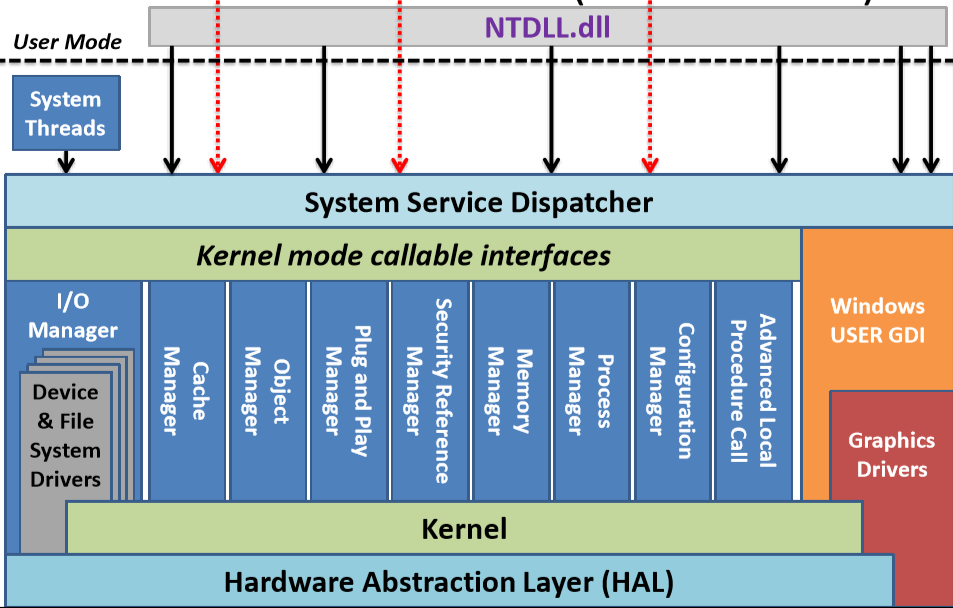 NTDLL.dll
User Mode
System
Threads
System Service Dispatcher
Kernel mode callable interfaces
I/O
Manager
Device
& File
System
Drivers
Cache
Manager
Object
Manager
Plug and Play
Manager
Security Reference
Manager
Memory
Manager
Process
Manager
Configuration
Manager
Advanced Local
Procedure Call
Windows
USER GDI
Graphics
Drivers
Kernel
Hardware Abstraction Layer (HAL)